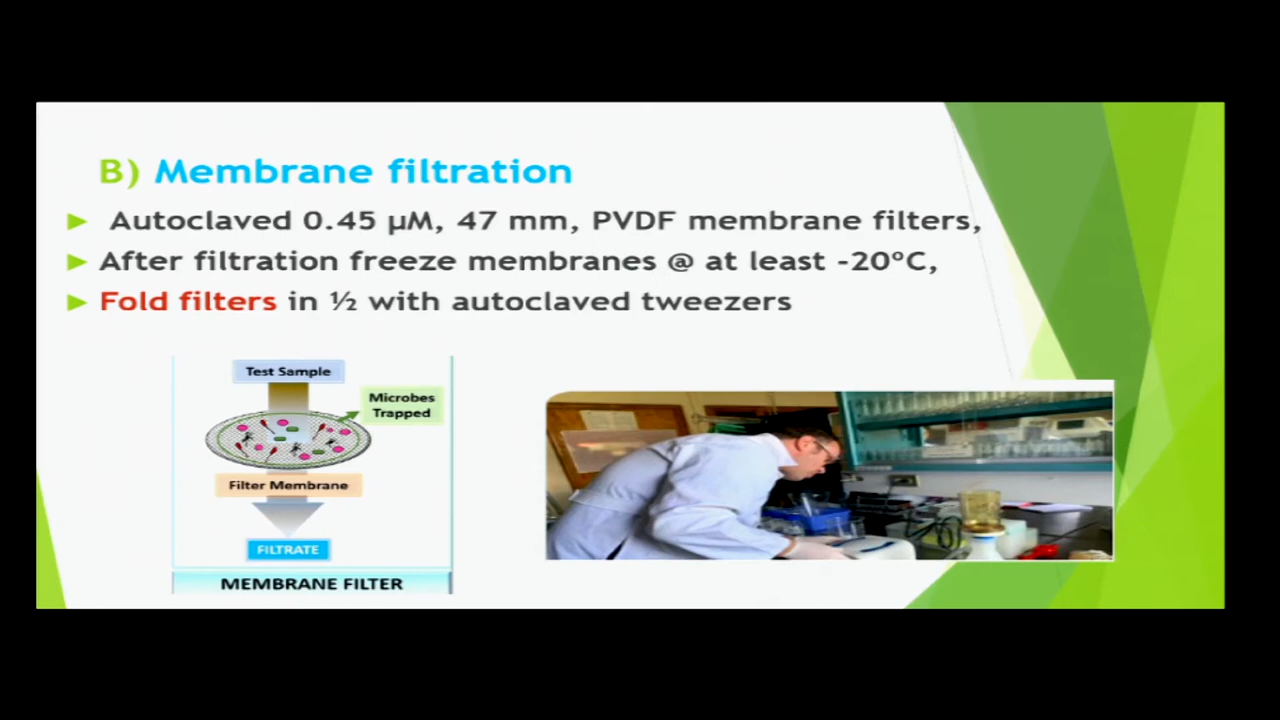 B) Membrane filtration
Autoclaved 0.45 µM, 47 mm, PVDF membrane filters,
After filtration freeze membranes @ at least -20ºC,
Fold filters in ½ with autoclaved tweezers
Test Sample
Microbes
Trapped
Filter Membrane
FILTRATE
MEMBRANE FILTER